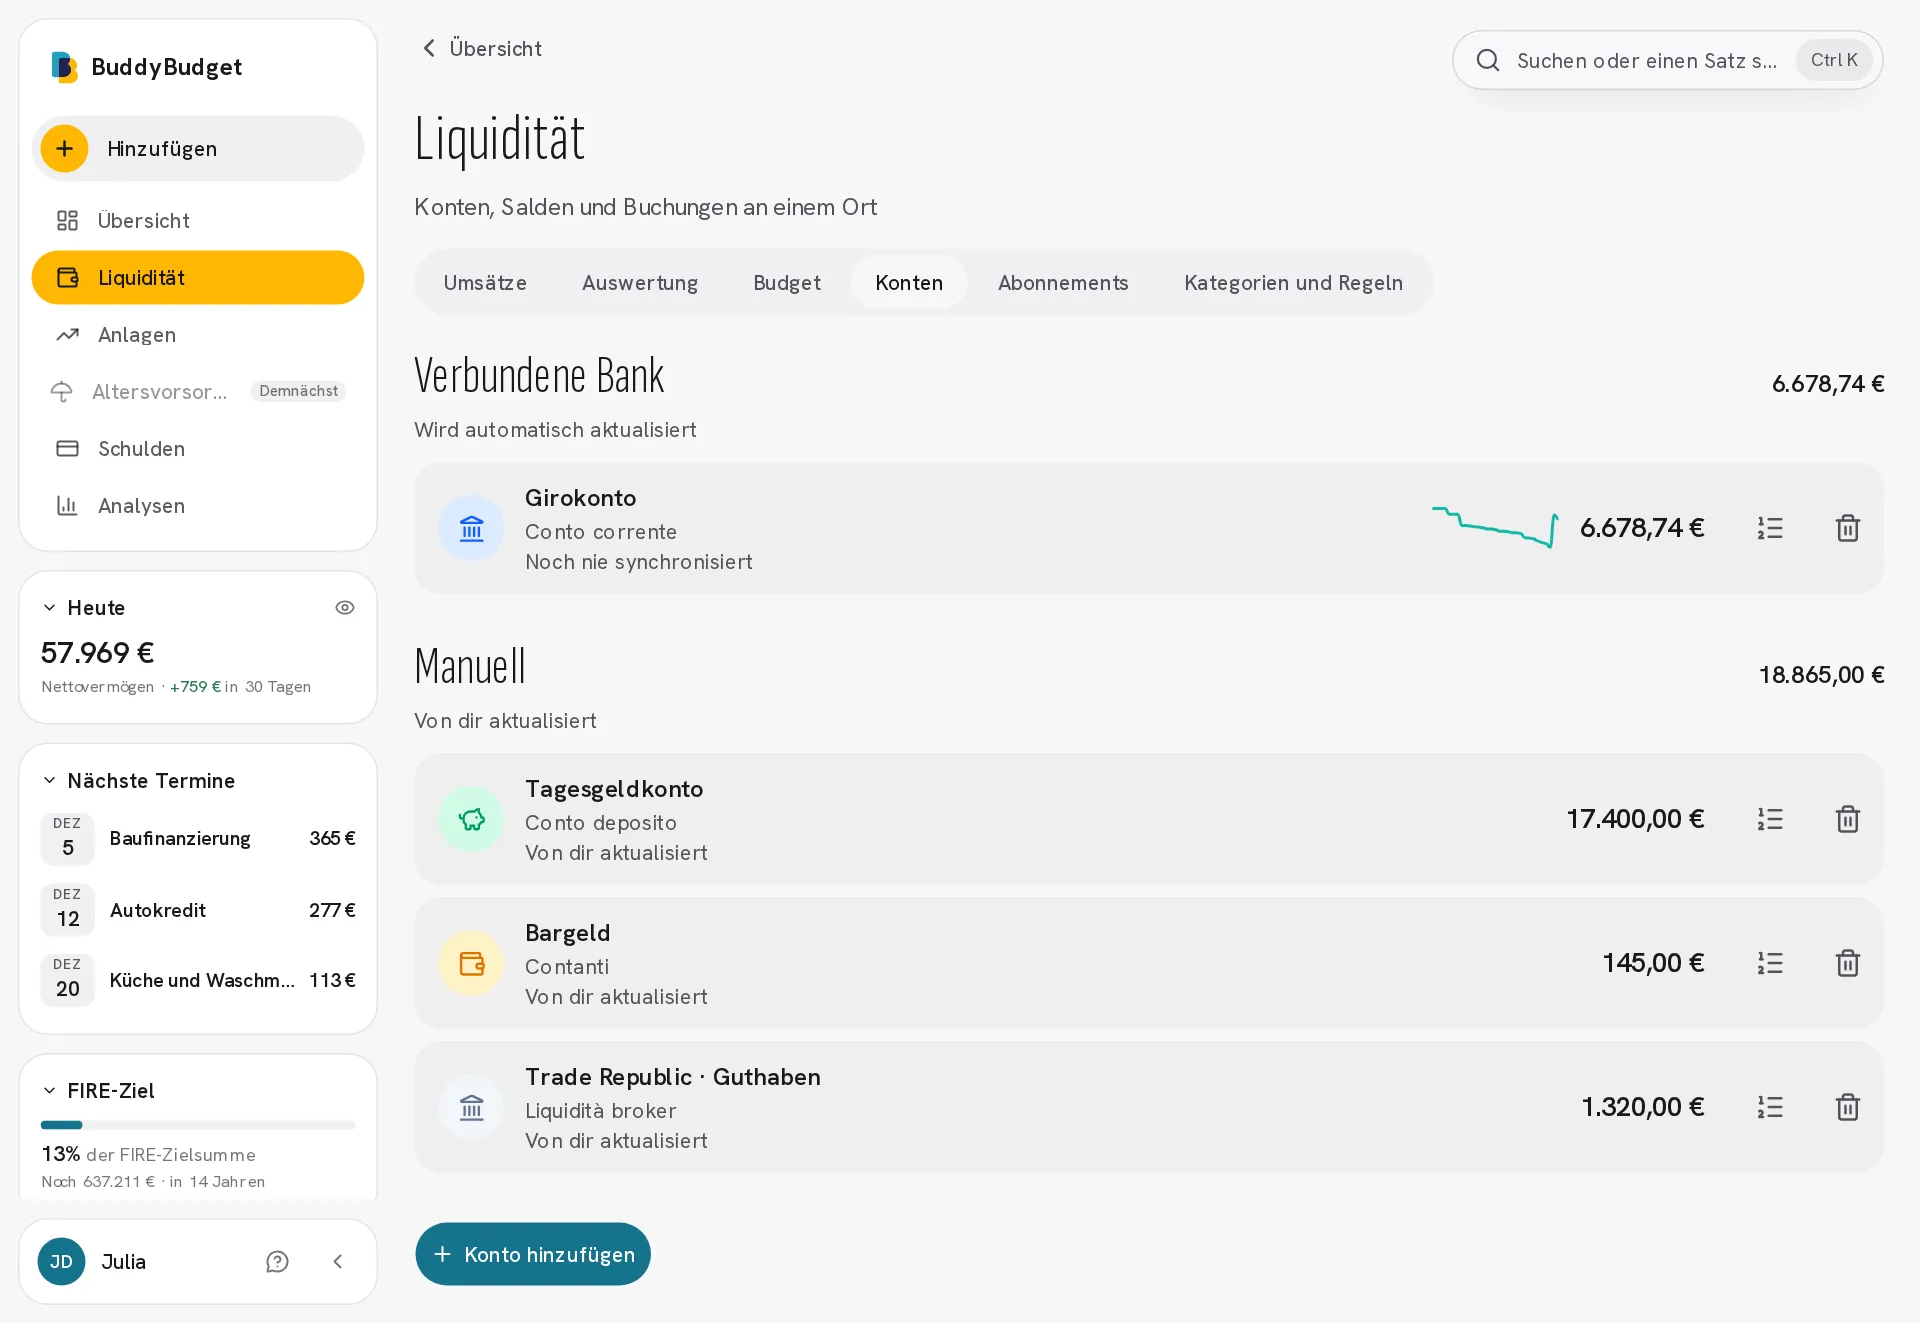 BuddyBudget
Hinzufügen
Übersicht
Liquidität
Anlagen
Altersvorsor... Demnächst
Schulden
Analysen
Heute
57.969 €
Nettovermögen · +759 € in 30 Tagen
Nächste Termine
DEZ
5
Baufinanzierung 365 €
DEZ
12
Autokredit 277 €
DEZ
20
Küche und Waschm... 113 €
FIRE-Ziel
13% der FIRE-Zielsumme
Noch 637.211 € · in 14 Jahren
JD Julia
Übersicht
Suchen oder einen Satz s... Ctrl K
Liquidität
Konten, Salden und Buchungen an einem Ort
Umsätze Auswertung Budget Konten Abonnements Kategorien und Regeln
Verbundene Bank 6.678,74 €
Wird automatisch aktualisiert
Girokonto
Conto corrente
Noch nie synchronisiert
6.678,74 €
Manuell 18.865,00 €
Von dir aktualisiert
Tagesgeldkonto
Conto deposito
Von dir aktualisiert
17.400,00 €
Bargeld
Contanti
Von dir aktualisiert
145,00 €
Trade Republic · Guthaben
Liquidità broker
Von dir aktualisiert
1.320,00 €
Konto hinzufügen